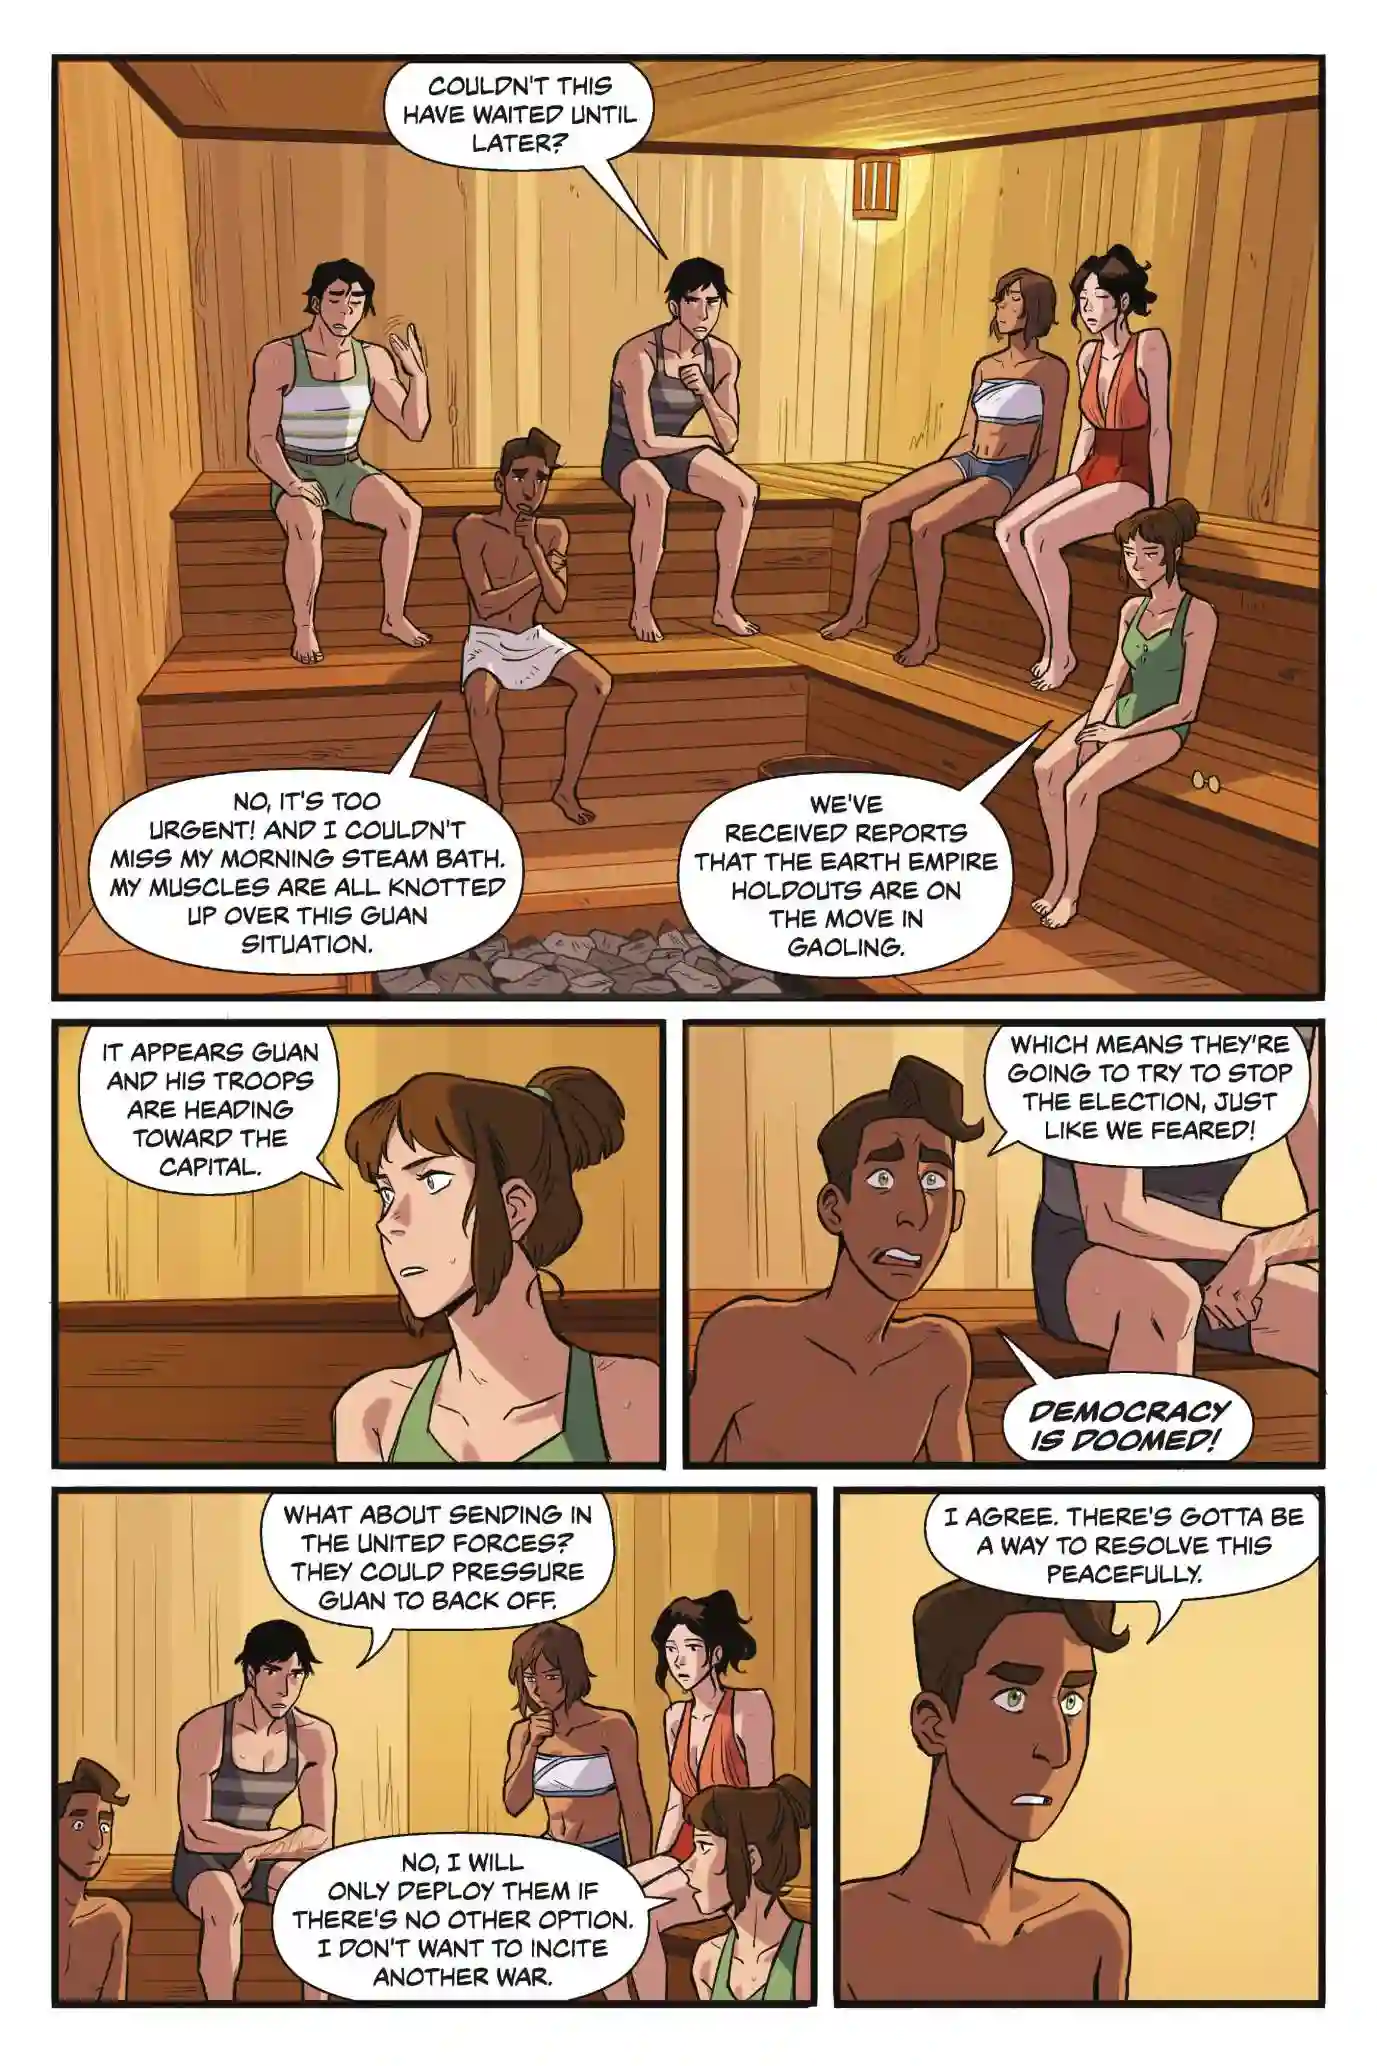 COULDN'T THIS
HAVE WAITED UNTIL
LATER?
NO, IT'S TOO
URGENT! AND I COULDN'T
MISS MY MORNING STEAM BATH.
MY MUSCLES ARE ALL KNOTTED
UP OVER THIS GUAN
SITUATION.
WE'VE
RECEIVED REPORTS
THAT THE EARTH EMPIRE
HOLDOUTS ARE ON
THE MOVE IN
GAOLING.
IT APPEARS GUAN
AND HIS TROOPS
ARE HEADING
TOWARD THE
CAPITAL.
WHICH MEANS THEY'RE
GOING TO TRY TO STOP
THE ELECTION, JUST
LIKE WE FEARED!
DEMOCRACY
IS DOOMED!
WHAT ABOUT SENDING IN
THE UNITED FORCES?
THEY COULD PRESSURE
GUAN TO BACK OFF.
NO, I WILL
ONLY DEPLOY THEM IF
THERE'S NO OTHER OPTION.
I DON'T WANT TO INCITE
ANOTHER WAR.
I AGREE. THERE'S GOTTA BE
A WAY TO RESOLVE THIS
PEACEFULLY.